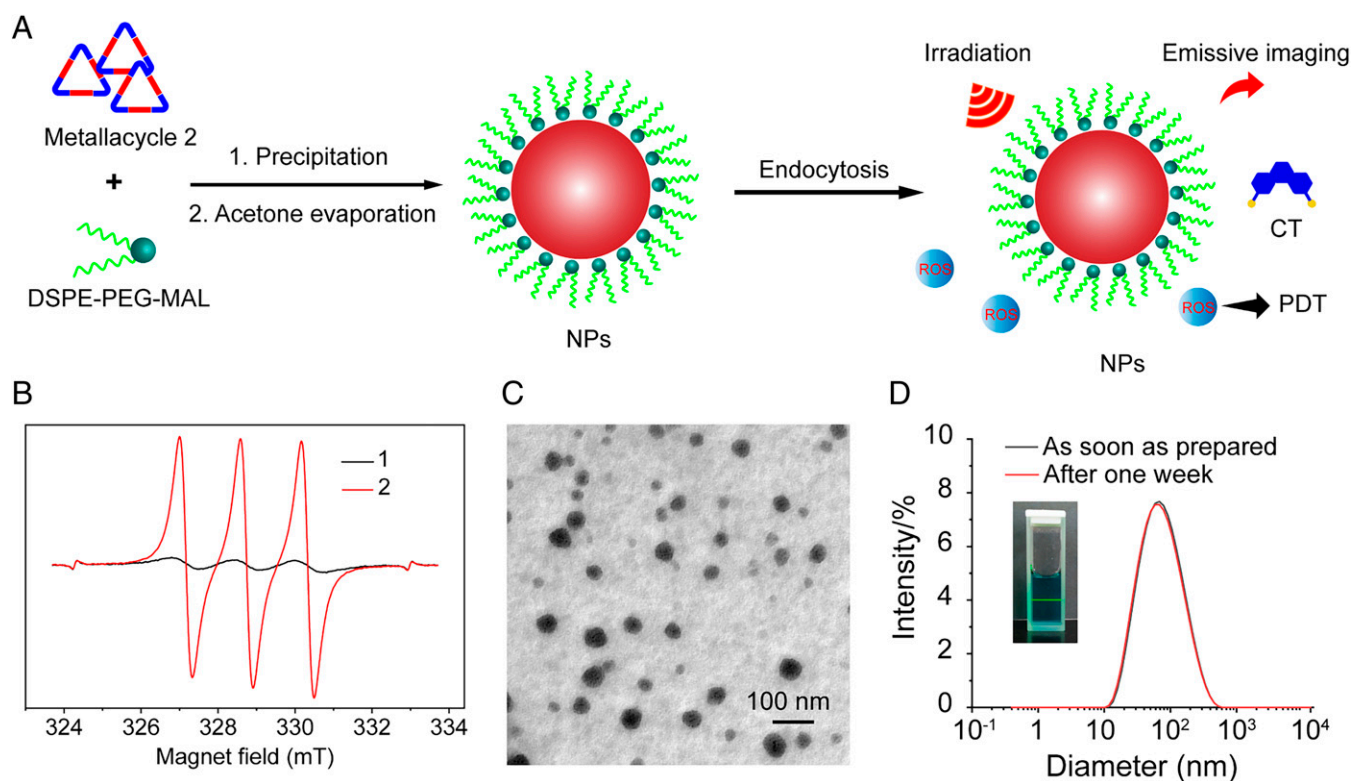 A
Metallacycle 2
+
DSPE-PEG-MAL
1. Precipitation
2. Acetone evaporation
NPs
Endocytosis
Irradiation
Emissive imaging
CT
ROS
ROS
ROS
PDT
NPs
B
1
2
324 326 328 330 332 334
Magnet field (mT)
C
100 nm
D
Intensity/%
10
8
6
4
2
0
As soon as prepared
After one week
10⁻¹ 1 10 10² 10³ 10⁴
Diameter (nm)